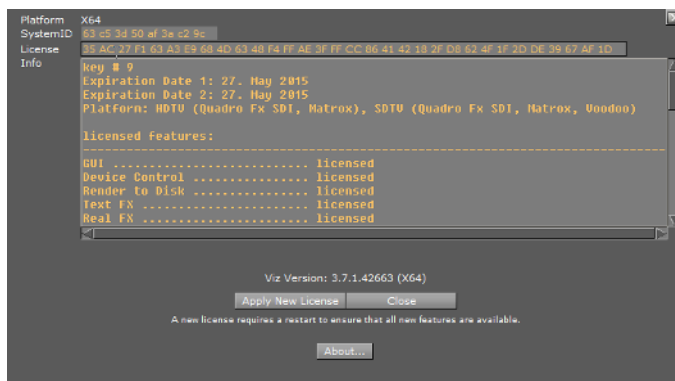 Platform X64
SystemID 63 c5 3d 50 af 3a c2 9c
License 35 AC 27 F1 63 A3 E9 68 4D 63 48 F4 FF AE 3F FF CC 86 41 42 18 2F D8 62 4F 1F 2D DE 39 67 AF 1D
Info
key # 9
Expiration Date 1: 27. May 2015
Expiration Date 2: 27. May 2015
Platform: HDTV (Quadro Fx SDI, Matrox), SDTV (Quadro Fx SDI, Matrox, Voodoo)
licensed features:
--------------------------------------------------------------------------------
GUI .......................... licensed
Device Control ............... licensed
Render to Disk ............... licensed
Text FX ...................... licensed
Real FX ...................... licensed
Viz Version: 3.7.1.42663 (X64)
Apply New License Close
A new license requires a restart to ensure that all new features are available.
About...